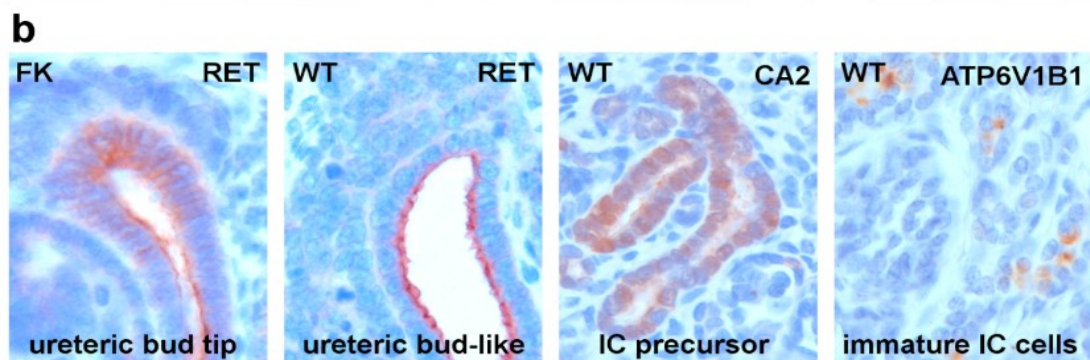 b
FK RET
ureteric bud tip
WT RET
ureteric bud-like
WT CA2
IC precursor
WT ATP6V1B1
immature IC cells